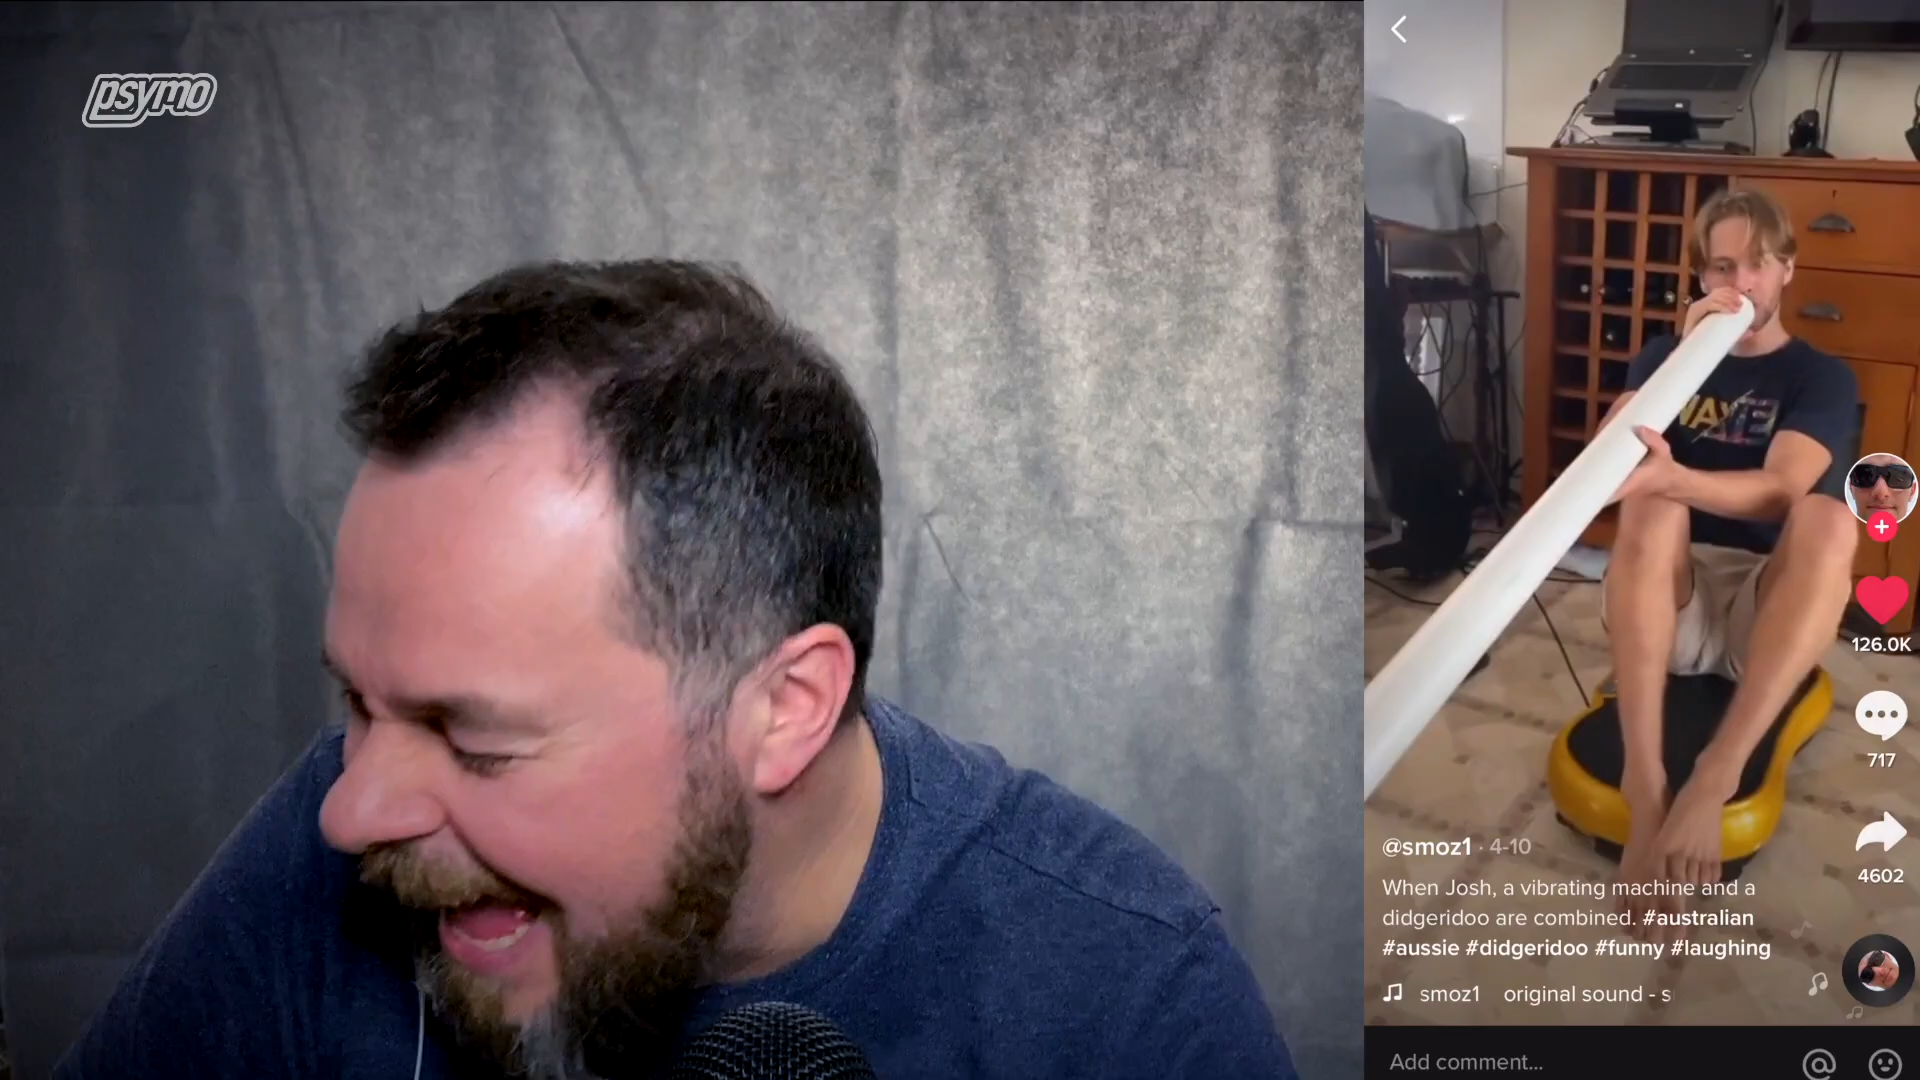 psymo
WAVE
126.0K
717
4602
@smoz1 · 4-10
When Josh, a vibrating machine and a
didgeridoo are combined. #australian
#aussie #didgeridoo #funny #laughing
smoz1 original sound - s
Add comment...